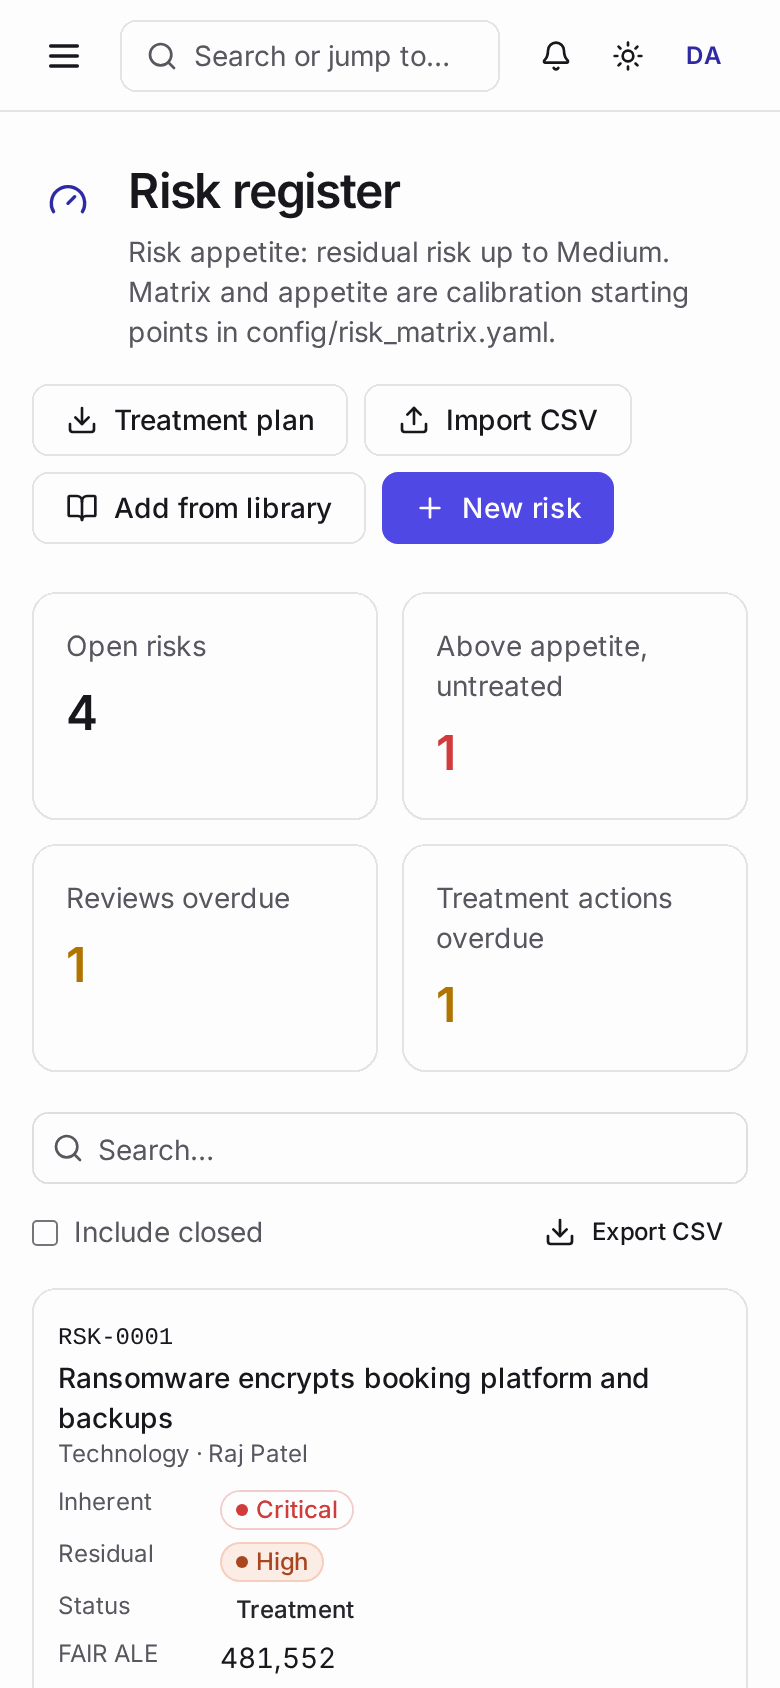 Search or jump to...
DA
Risk register
Risk appetite: residual risk up to Medium.
Matrix and appetite are calibration starting
points in config/risk_matrix.yaml.
Treatment plan
Import CSV
Add from library
New risk
Open risks
4
Above appetite,
untreated
1
Reviews overdue
1
Treatment actions
overdue
1
Search...
Include closed
Export CSV
RSK-0001
Ransomware encrypts booking platform and
backups
Technology · Raj Patel
Inherent
Critical
Residual
High
Status
Treatment
FAIR ALE
481,552